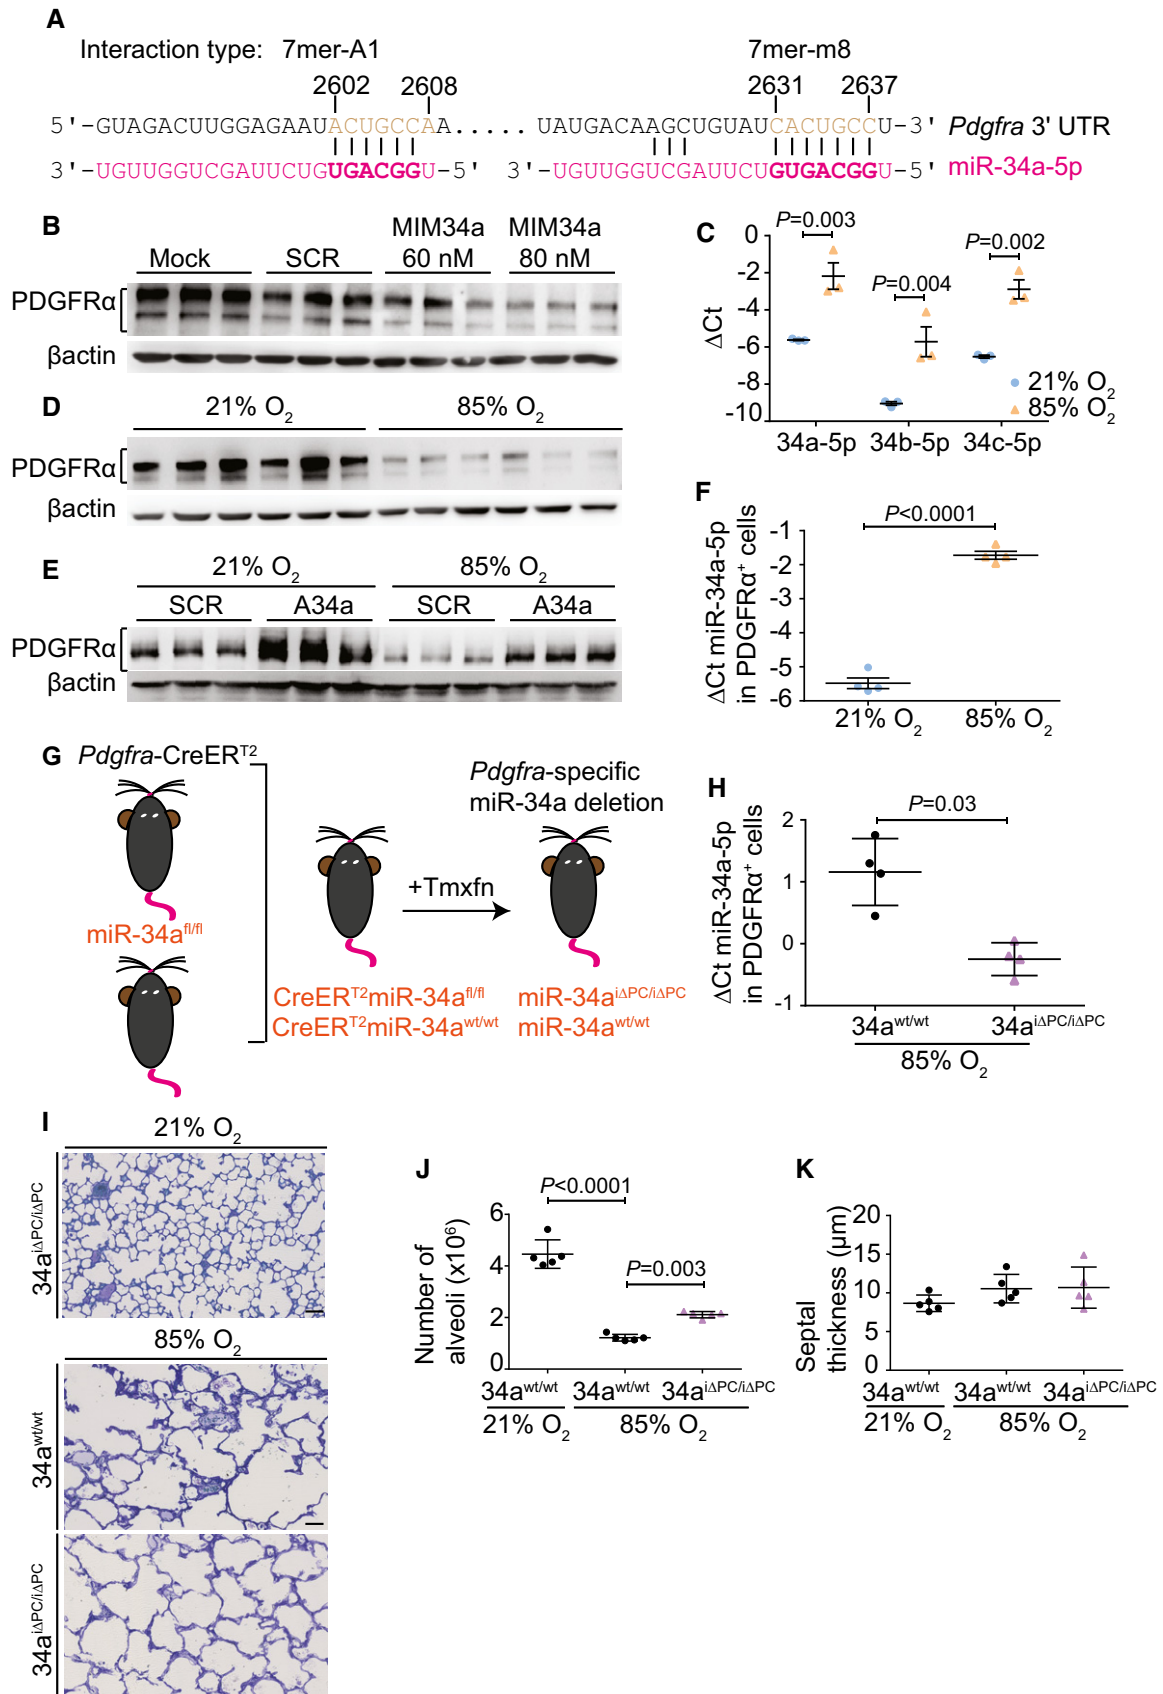 A
Interaction type: 7mer-A1 7mer-m8
2602 2608 2631 2637
5'-GUAGACUUGGAGAAUACUGCCAA..... UAUGACAAGCUGUAUCACUGCCU-3' Pdgfra 3' UTR
3'-UGUUGGUCGAUUCUGUGACGGU-5' 3'-UGUUGGUCGAUUCUGUGACGGU-5' miR-34a-5p
B
Mock SCR MIM34a 60 nM MIM34a 80 nM
PDGFRα
βactin
C
ΔCt
0
-2
-4
-6
-8
-10
P=0.003
P=0.004
P=0.002
21% O2
85% O2
34a-5p 34b-5p 34c-5p
D
21% O2 85% O2
PDGFRα
βactin
E
21% O2 85% O2
SCR A34a SCR A34a
PDGFRα
βactin
F
ΔCt miR-34a-5p
in PDGFRα+ cells
P<0.0001
-1
-2
-3
-4
-5
-6
21% O2 85% O2
G
Pdgfra-CreERT2
miR-34afl/fl
+Tmxfn
Pdgfra-specific
miR-34a deletion
CreERT2miR-34afl/fl
CreERT2miR-34awt/wt
miR-34aiΔPC/iΔPC
miR-34awt/wt
H
ΔCt miR-34a-5p
in PDGFRα+ cells
P=0.03
2
1
0
-1
34awt/wt 34aiΔPC/iΔPC
85% O2
I
21% O2
34aiΔPC/iΔPC
85% O2
34awt/wt
34aiΔPC/iΔPC
J
Number of
alveoli (x10⁶)
P<0.0001
P=0.003
6
4
2
0
34awt/wt 34awt/wt 34aiΔPC/iΔPC
21% O2 85% O2
K
Septal
thickness (µm)
20
15
10
5
0
34awt/wt 34awt/wt 34aiΔPC/iΔPC
21% O2 85% O2